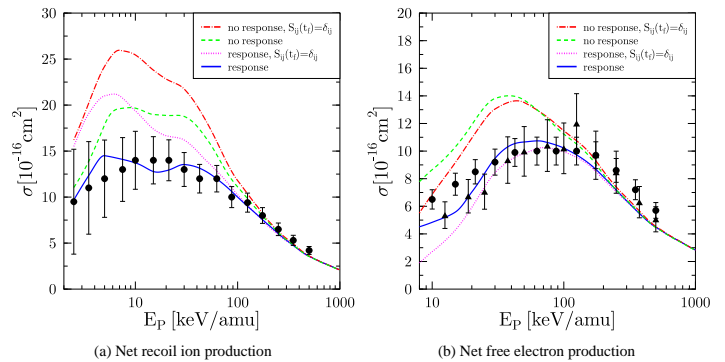 (a)
no response, S_ij(t_f)=δ_ij
no response
response, S_ij(t_f)=δ_ij
response
30
25
20
15
10
5
0
σ[10^-16 cm^2]
10
100
1000
E_P [keV/amu]
(a) Net recoil ion production
(b)
no response, S_ij(t_f)=δ_ij
no response
response, S_ij(t_f)=δ_ij
response
20
18
16
14
12
10
8
6
4
2
0
σ[10^-16 cm^2]
10
100
1000
E_P [keV/amu]
(b) Net free electron production